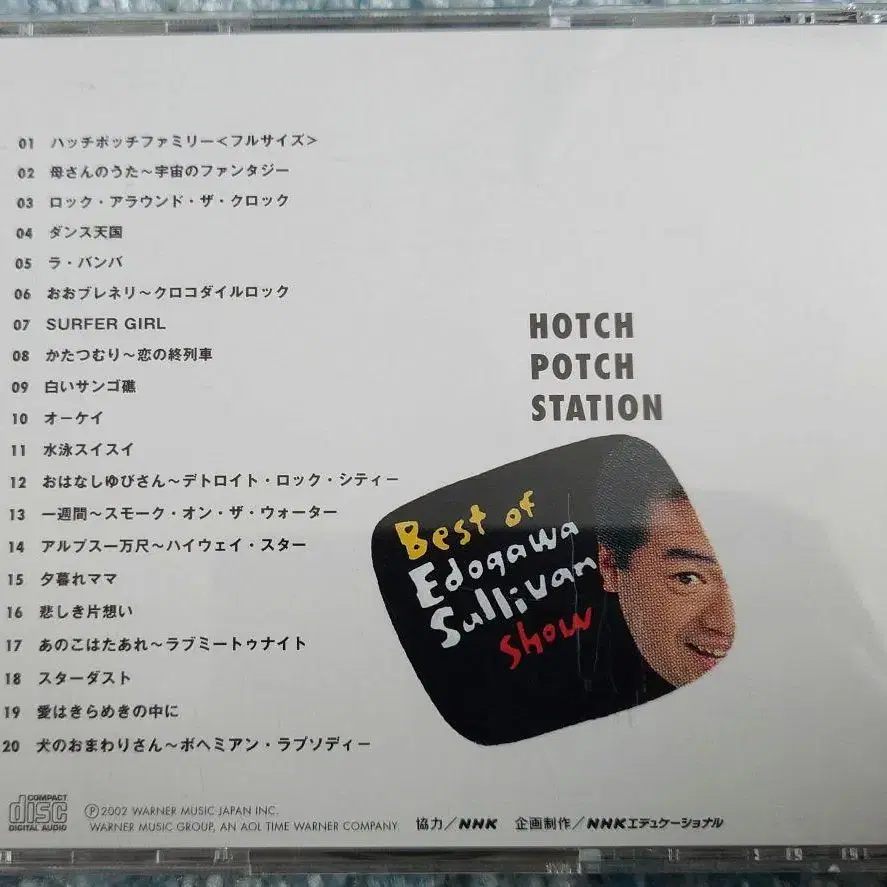 01 ハッチポッチファミリー<フルサイズ>
02 母さんのうた〜宇宙のファンタジー
03 ロック・アラウンド・ザ・クロック
04 ダンス天国
05 ラ・バンバ
06 おおブレネリ〜クロコダイルロック
07 SURFER GIRL
08 かたつむり〜恋の終列車
09 白いサンゴ礁
10 オーケイ
11 水泳スイスイ
12 おはなしゆびさん〜デトロイト・ロック・シティー
13 一週間〜スモーク・オン・ザ・ウォーター
14 アルプス一万尺〜ハイウェイ・スター
15 夕暮れママ
16 悲しき片想い
17 あのこはたあれ〜ラブミートゥナイト
18 スターダスト
19 愛はきらめきの中に
20 犬のおまわりさん〜ボヘミアン・ラプソディー
HOTCH
POTCH
STATION
Best of
Edogawa
Sullivan
Show
COMPACT
disc
DIGITAL AUDIO
Ⓟ2002 WARNER MUSIC JAPAN INC.
WARNER MUSIC GROUP, AN AOL TIME WARNER COMPANY
協力/NHK 企画制作/NHKエデュケーショナル